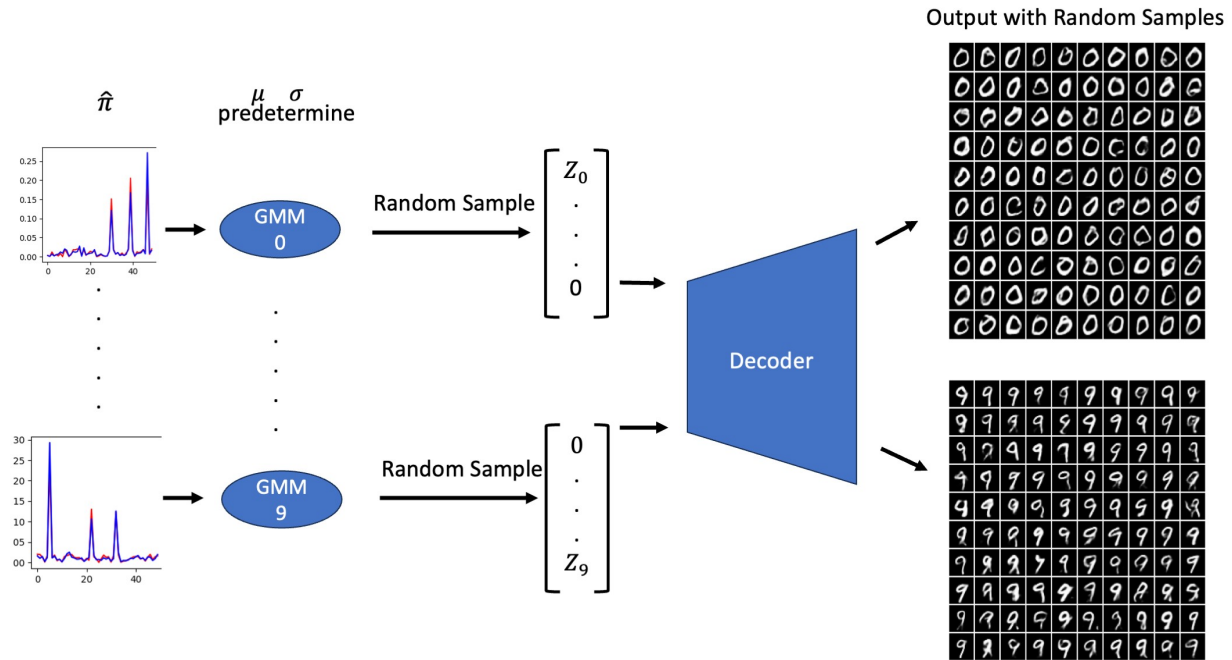 Output with Random Samples
π̂
μ σ
predetermine
0.25
0.20
0.15
0.10
0.05
0.00
0 20 40
GMM
0
Random Sample
Z₀
.
.
.
0
Decoder
30
25
20
15
10
05
00
0 20 40
GMM
9
Random Sample
0
.
.
.
Z₉